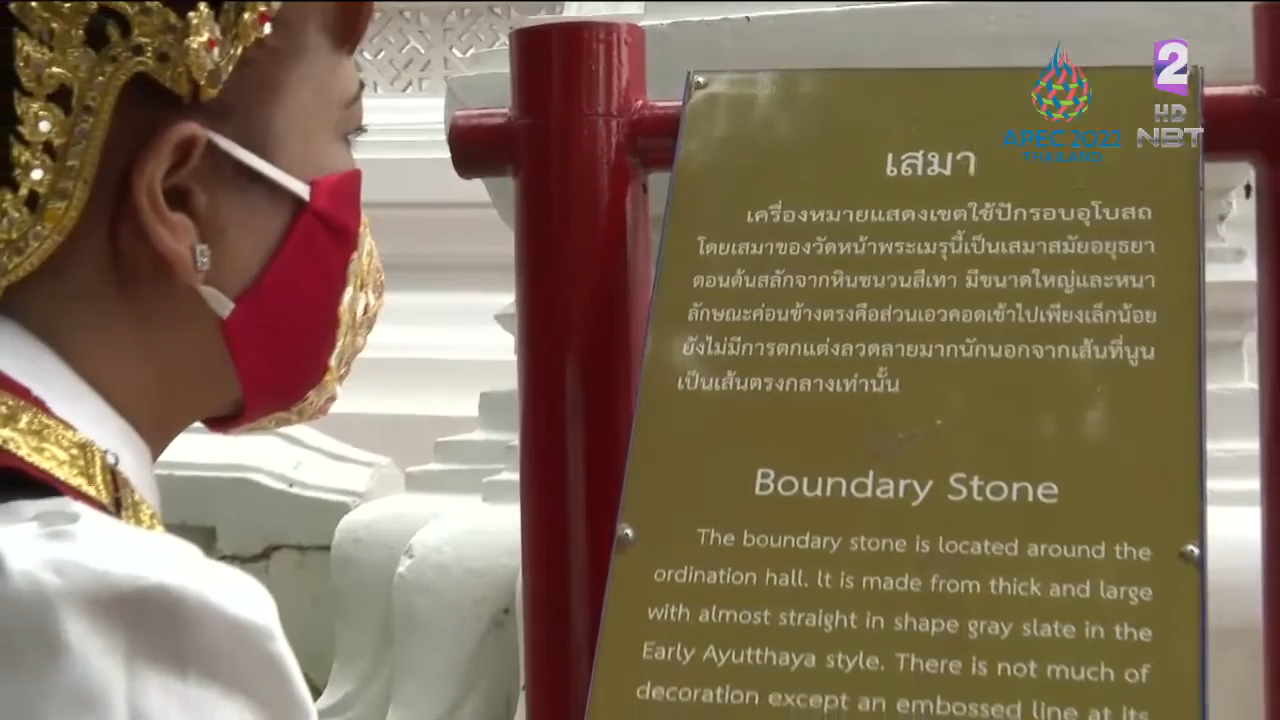 2
HD
NBT
APEC 2022
THAILAND
เสมา
เครื่องหมายแสดงเขตใช้ปักรอบอุโบสถ
โดยเสมาของวัดหน้าพระเมรุนี้เป็นเสมาสมัยอยุธยา
ตอนต้นสลักจากหินชนวนสีเทา มีขนาดใหญ่และหนา
ลักษณะค่อนข้างตรงคือส่วนเอวคอดเข้าไปเพียงเล็กน้อย
ยังไม่มีการตกแต่งลวดลายมากนักนอกจากเส้นที่นูน
เป็นเส้นตรงกลางเท่านั้น
Boundary Stone
The boundary stone is located around the
ordination hall. lt is made from thick and large
with almost straight in shape gray slate in the
Early Ayutthaya style. There is not much of
decoration except an embossed line at its